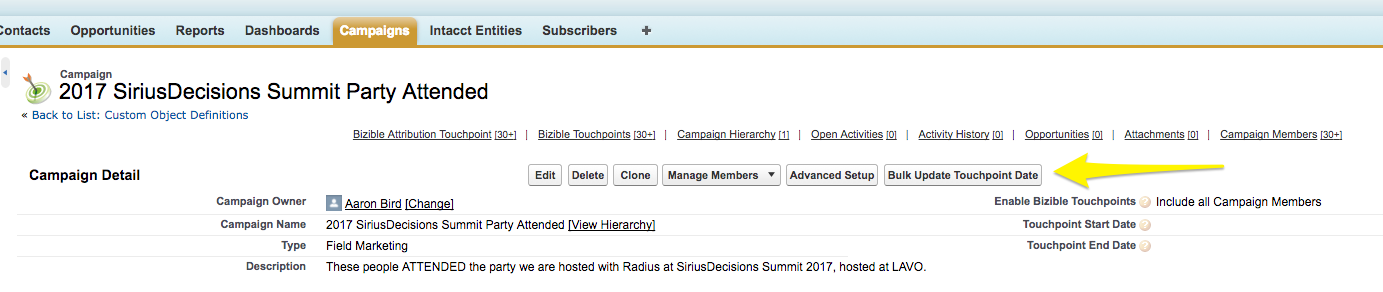 Contacts Opportunities Reports Dashboards Campaigns Intacct Entities Subscribers +
Campaign
2017 SiriusDecisions Summit Party Attended
« Back to List: Custom Object Definitions
Bizible Attribution Touchpoint [30+] | Bizible Touchpoints [30+] | Campaign Hierarchy [1] | Open Activities [0] | Activity History [0] | Opportunities [0] | Attachments [0] | Campaign Members [30+]
Campaign Detail Edit Delete Clone Manage Members Advanced Setup Bulk Update Touchpoint Date
Campaign Owner Aaron Bird [Change] Enable Bizible Touchpoints ? Include all Campaign Members
Campaign Name 2017 SiriusDecisions Summit Party Attended [View Hierarchy] Touchpoint Start Date ?
Type Field Marketing Touchpoint End Date ?
Description These people ATTENDED the party we are hosted with Radius at SiriusDecisions Summit 2017, hosted at LAVO.